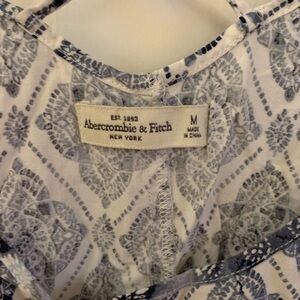 EST. 1892
Abercrombie & Fitch
NEW YORK
M
MADE
IN CHINA